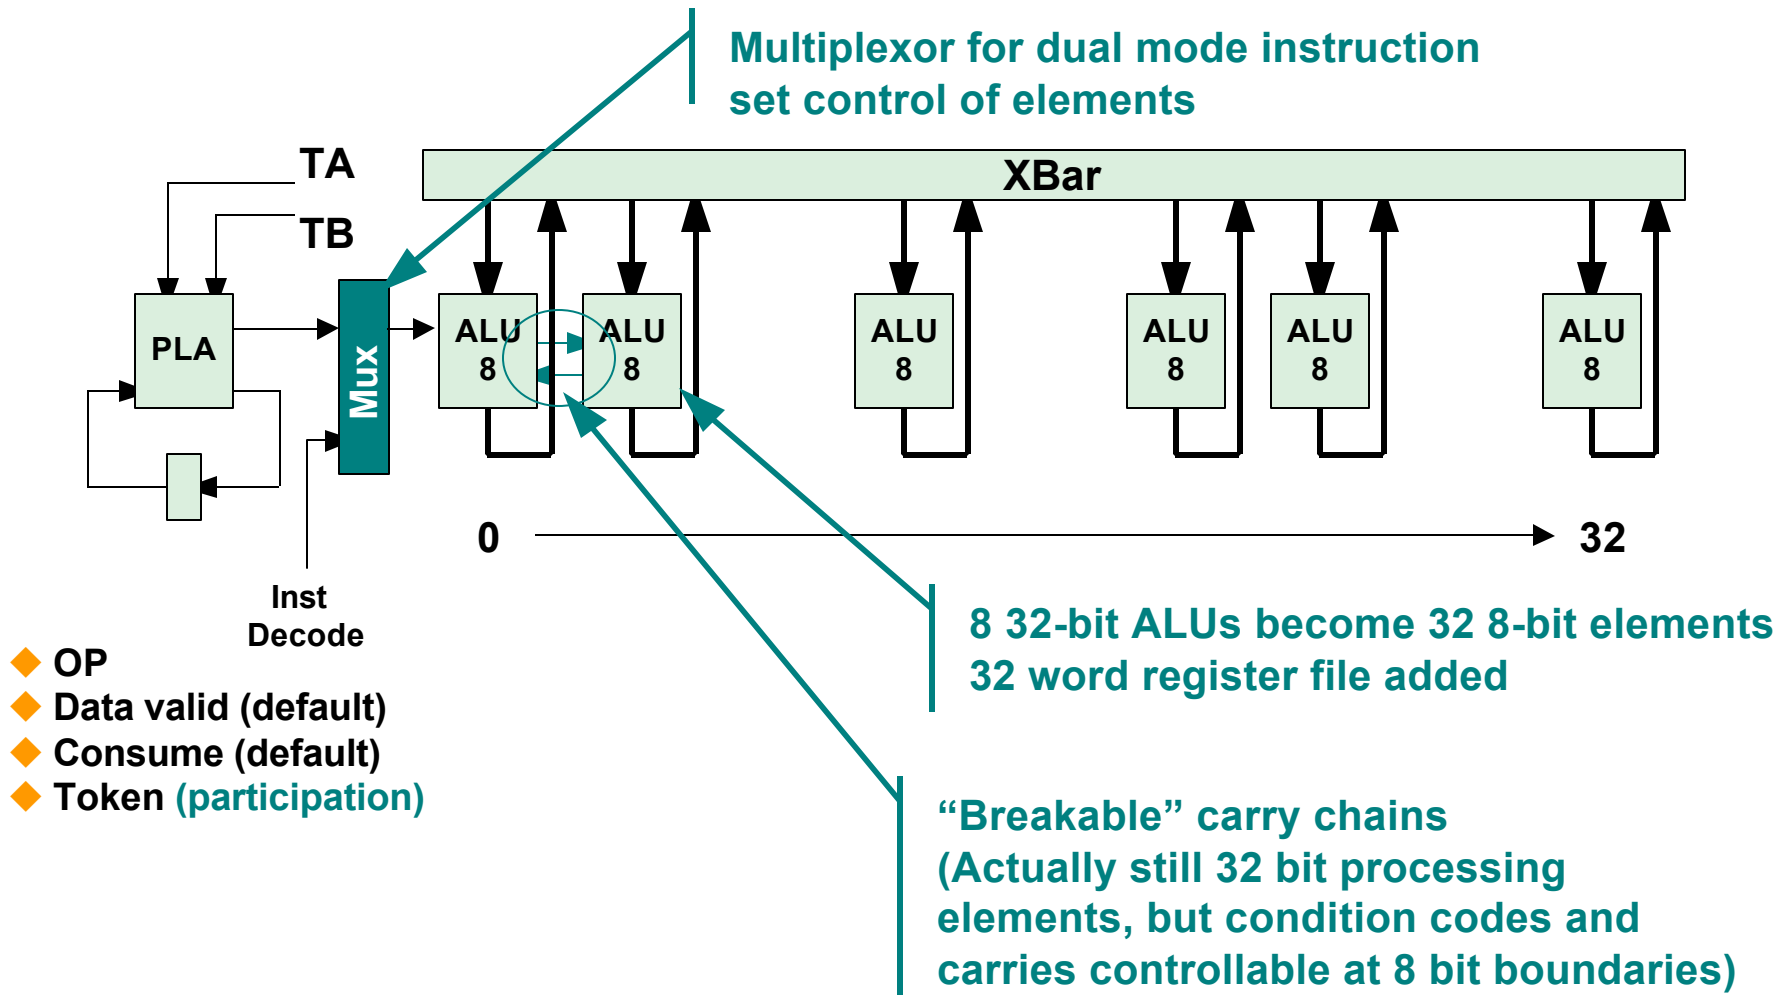 Multiplexor for dual mode instruction
set control of elements
TA
TB
XBar
PLA
Mux
ALU
8
ALU
8
ALU
8
ALU
8
ALU
8
ALU
8
0
32
Inst
Decode
OP
Data valid (default)
Consume (default)
Token (participation)
8 32-bit ALUs become 32 8-bit elements
32 word register file added
“Breakable” carry chains
(Actually still 32 bit processing
elements, but condition codes and
carries controllable at 8 bit boundaries)